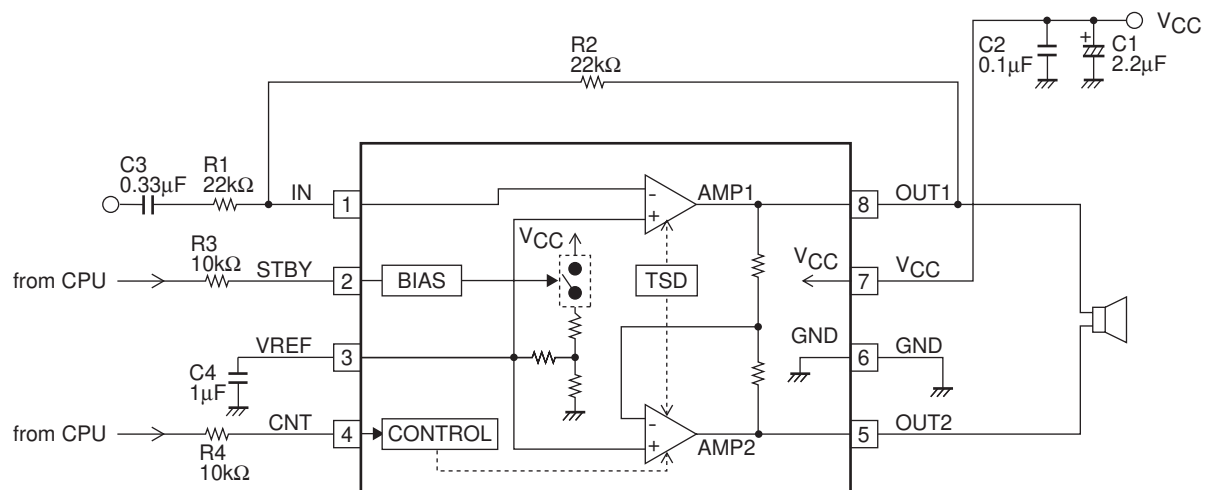 VCC
R2
22kΩ
C2
0.1μF
+
C1
2.2μF
C3
0.33μF
R1
22kΩ
IN
1
-
+
AMP1
8
OUT1
R3
10kΩ
from CPU
STBY
2
BIAS
VCC
TSD
VCC
7
VCC
VREF
3
GND
6
GND
C4
1μF
from CPU
CNT
4
CONTROL
-
+
AMP2
5
OUT2
R4
10kΩ